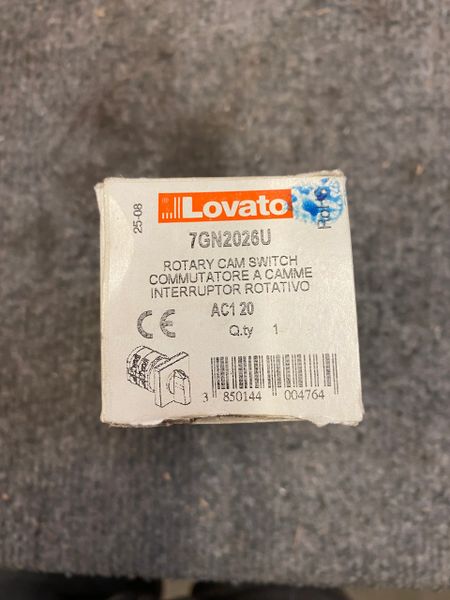 25-08
Lovato
RoHS
7GN2026U
ROTARY CAM SWITCH
COMMUTATORE A CAMME
INTERRUPTOR ROTATIVO
AC1 20
CE
Q.ty 1
3 850144 004764